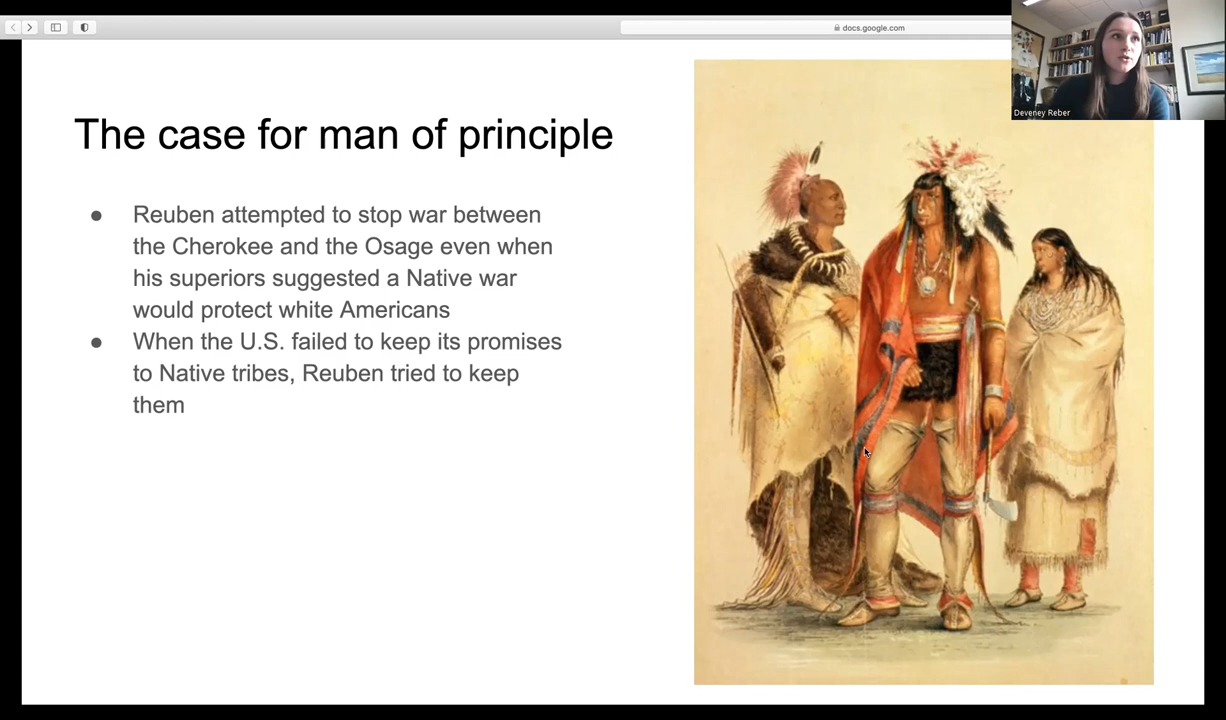 docs.google.com
Deveney Reber
The case for man of principle
● Reuben attempted to stop war between
the Cherokee and the Osage even when
his superiors suggested a Native war
would protect white Americans
● When the U.S. failed to keep its promises
to Native tribes, Reuben tried to keep
them